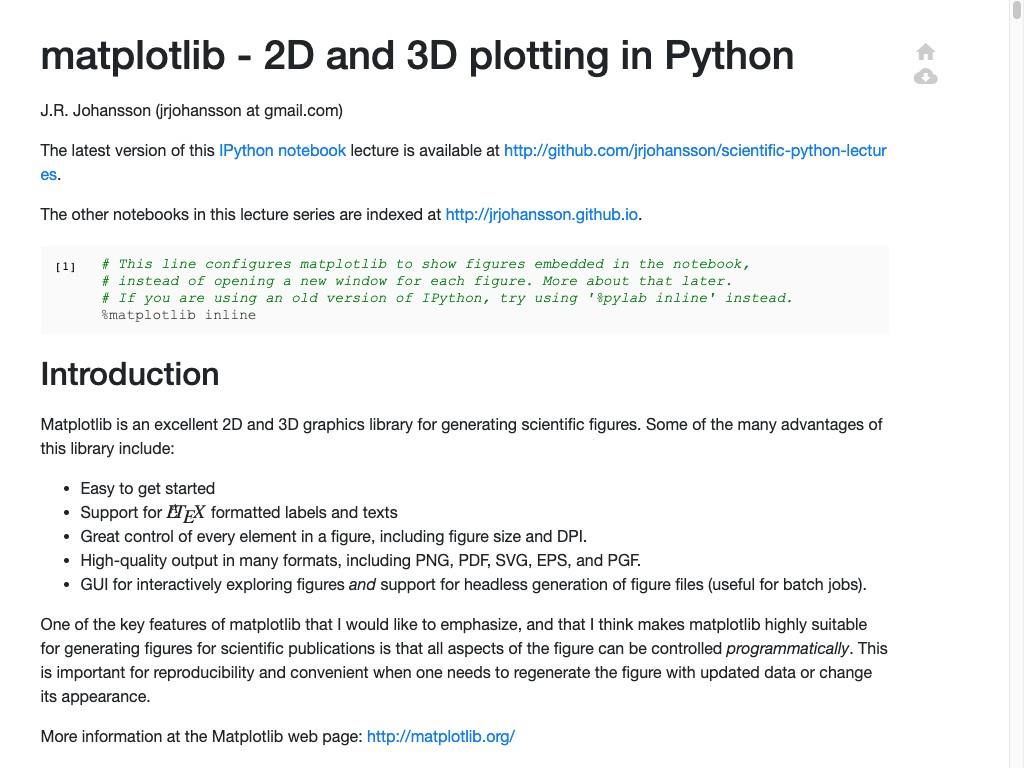 matplotlib - 2D and 3D plotting in Python
J.R. Johansson (jrjohansson at gmail.com)
The latest version of this IPython notebook lecture is available at http://github.com/jrjohansson/scientific-python-lectur
es.
The other notebooks in this lecture series are indexed at http://jrjohansson.github.io.
[1] # This line configures matplotlib to show figures embedded in the notebook,
# instead of opening a new window for each figure. More about that later.
# If you are using an old version of IPython, try using '%pylab inline' instead.
%matplotlib inline
Introduction
Matplotlib is an excellent 2D and 3D graphics library for generating scientific figures. Some of the many advantages of
this library include:
• Easy to get started
• Support for LATEX formatted labels and texts
• Great control of every element in a figure, including figure size and DPI.
• High-quality output in many formats, including PNG, PDF, SVG, EPS, and PGF.
• GUI for interactively exploring figures and support for headless generation of figure files (useful for batch jobs).
One of the key features of matplotlib that I would like to emphasize, and that I think makes matplotlib highly suitable
for generating figures for scientific publications is that all aspects of the figure can be controlled programmatically. This
is important for reproducibility and convenient when one needs to regenerate the figure with updated data or change
its appearance.
More information at the Matplotlib web page: http://matplotlib.org/